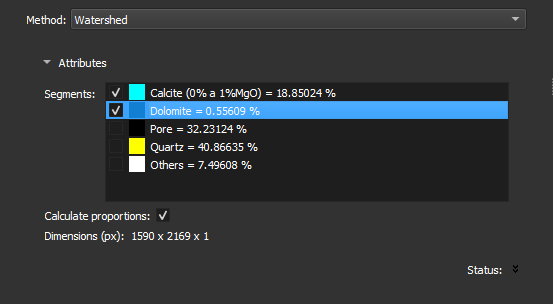 Method: Watershed
Attributes
Segments: Calcite (0% a 1%MgO) = 18.85024 %
Dolomite = 0.55609 %
Pore = 32.23124 %
Quartz = 40.86635 %
Others = 7.49608 %
Calculate proportions:
Dimensions (px): 1590 x 2169 x 1
Status: